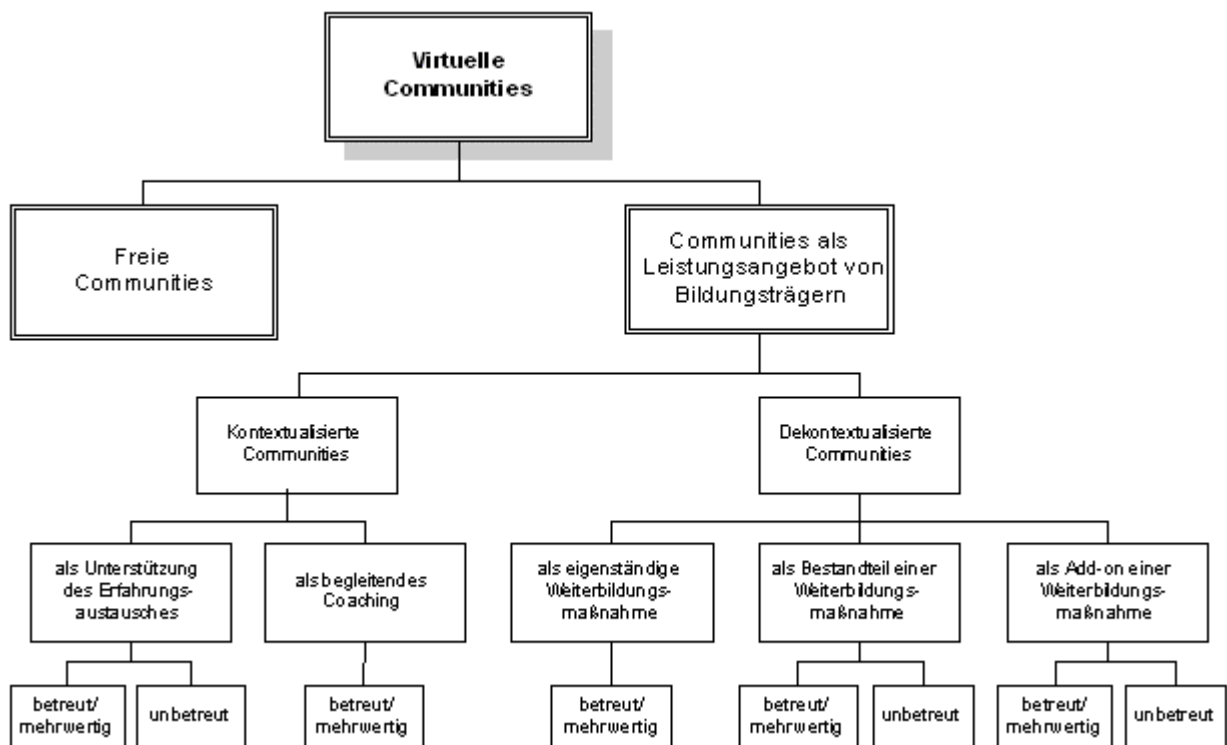 Virtuelle
Communities
Freie
Communities
Communities als
Leistungsangebot von
Bildungsträgern
Kontextualisierte
Communities
Dekontextualisierte
Communities
als Unterstützung
des Erfahrungs-
austausches
als begleitendes
Coaching
als eigenständige
Weiterbildungs-
maßnahme
als Bestandteil einer
Weiterbildungs-
maßnahme
als Add-on einer
Weiterbildungs-
maßnahme
betreut/
mehrwertig
unbetreut
betreut/
mehrwertig
betreut/
mehrwertig
betreut/
mehrwertig
unbetreut
betreut/
mehrwertig
unbetreut